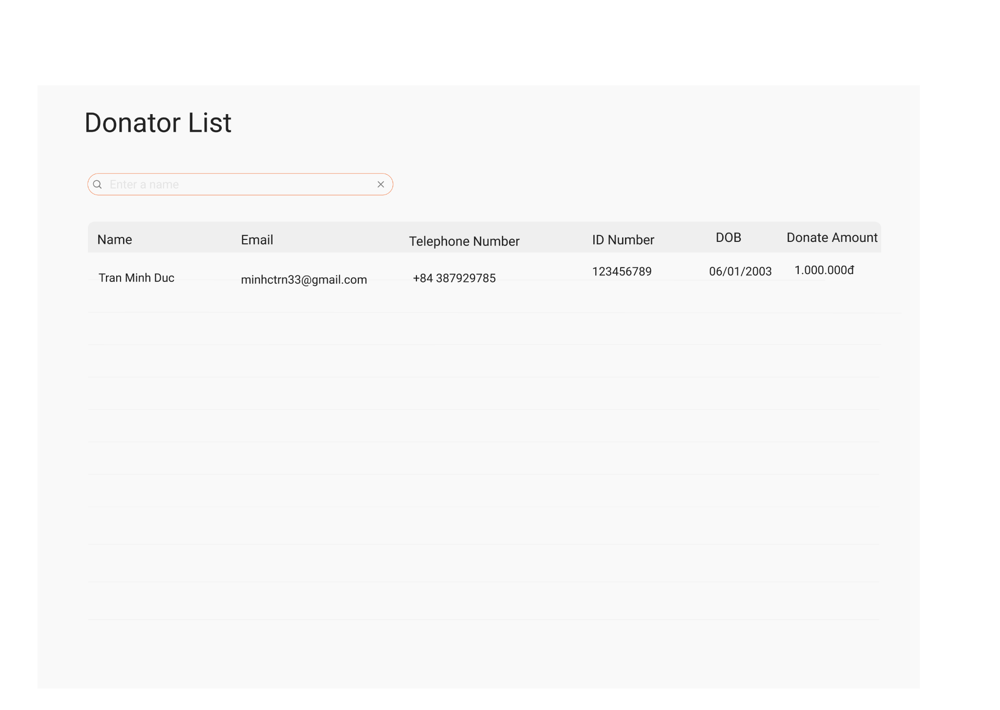 Donator List
Enter a name
Name Email Telephone Number ID Number DOB Donate Amount
Tran Minh Duc minhctrn33@gmail.com +84 387929785 123456789 06/01/2003 1.000.000đ